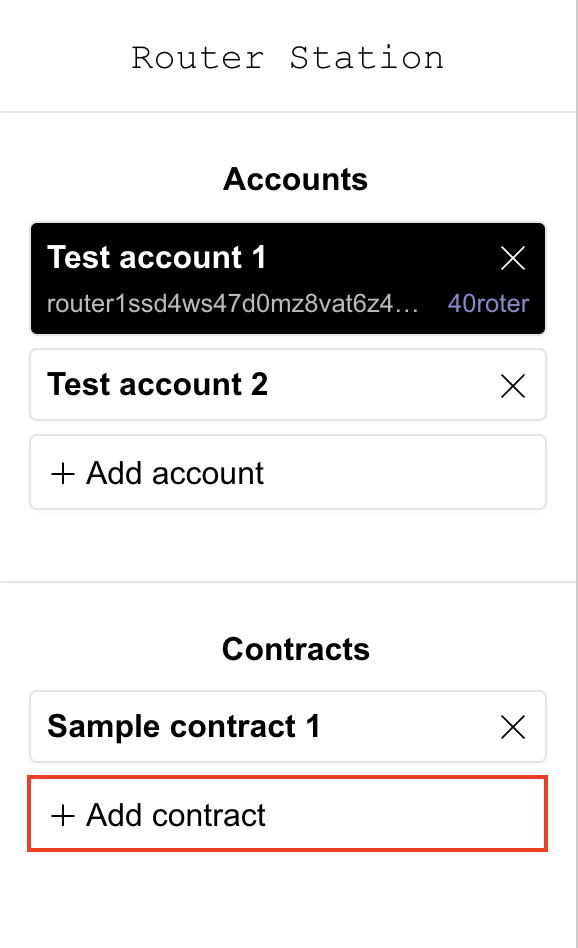 Router Station
Accounts
Test account 1
router1ssd4ws47d0mz8vat6z4... 40roter
Test account 2
+ Add account
Contracts
Sample contract 1
+ Add contract